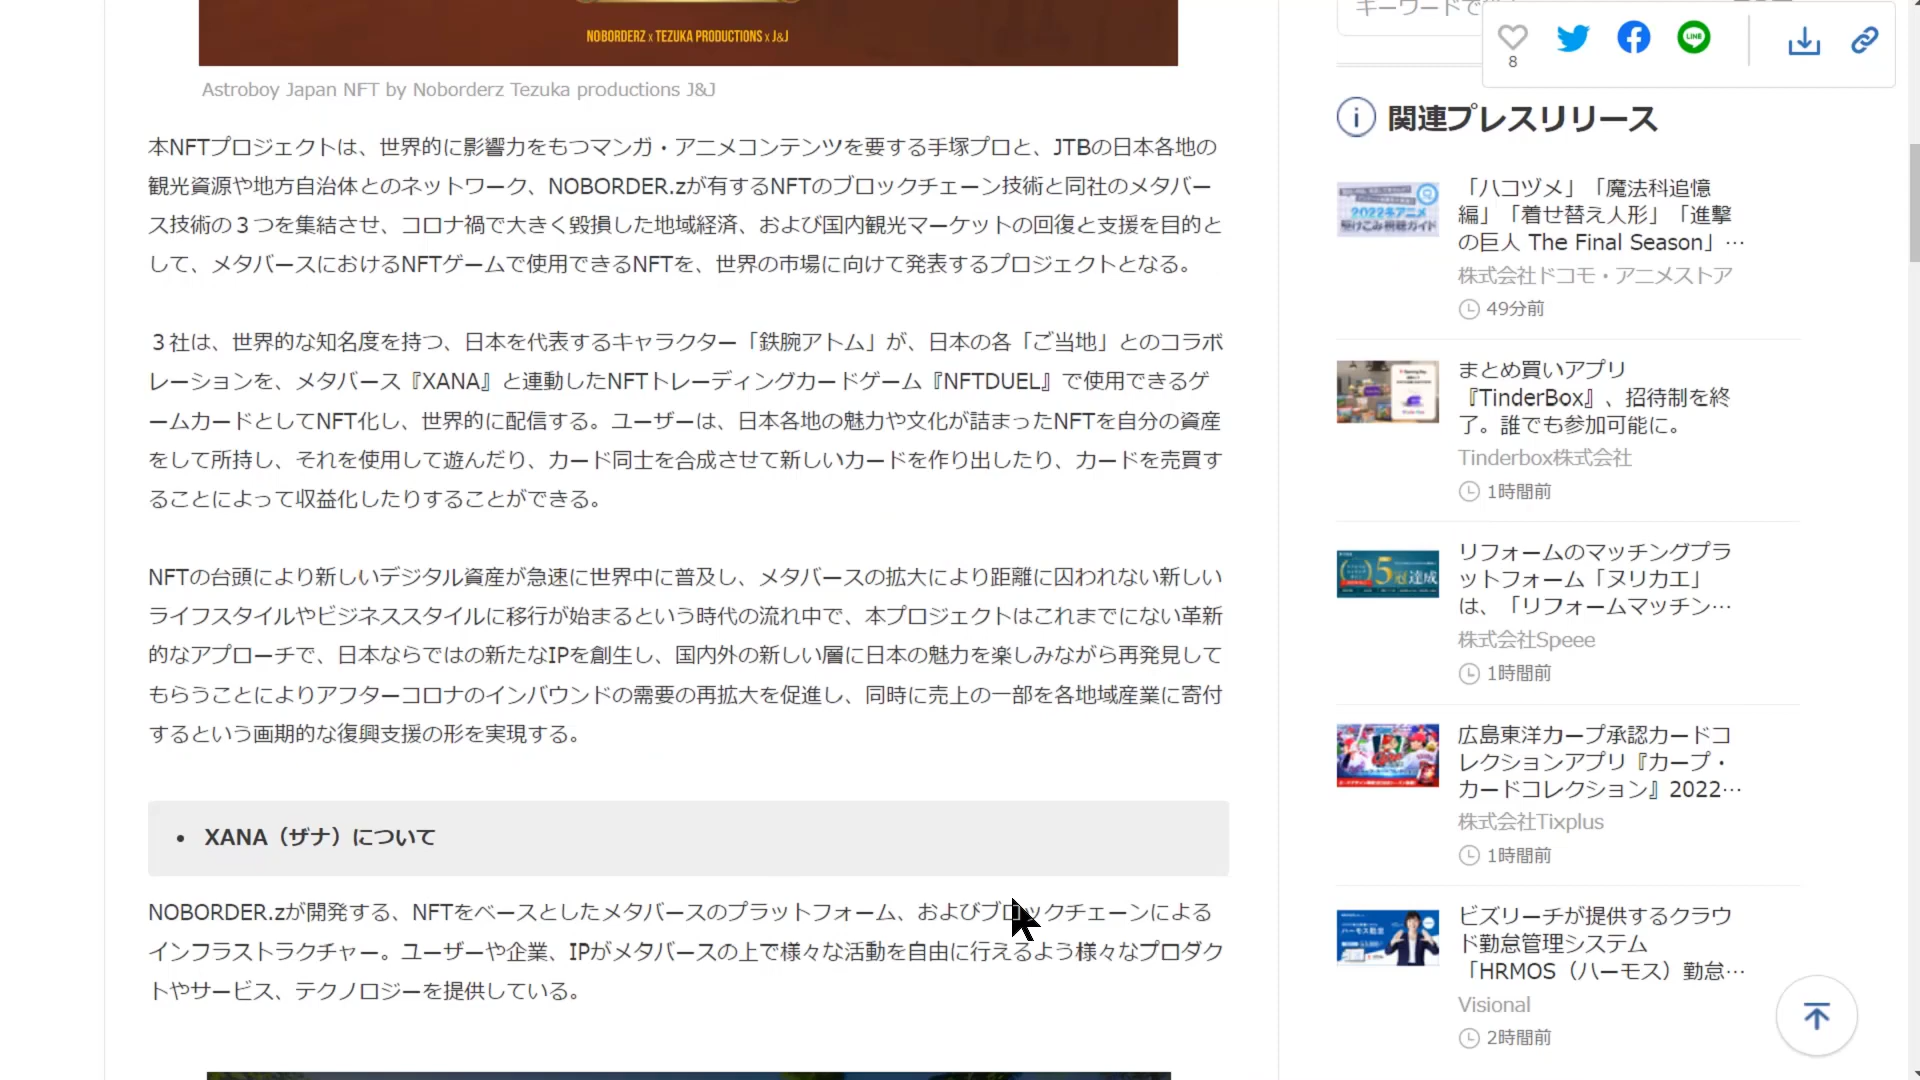 NOBORDERZ x TEZUKA PRODUCTIONS x J&J
Astroboy Japan NFT by Noborderz Tezuka productions J&J
本NFTプロジェクトは、世界的に影響力をもつマンガ・アニメコンテンツを要する手塚プロと、JTBの日本各地の
観光資源や地方自治体とのネットワーク、NOBORDER.zが有するNFTのブロックチェーン技術と同社のメタバー
ス技術の３つを集結させ、コロナ禍で大きく毀損した地域経済、および国内観光マーケットの回復と支援を目的と
して、メタバースにおけるNFTゲームで使用できるNFTを、世界の市場に向けて発表するプロジェクトとなる。
３社は、世界的な知名度を持つ、日本を代表するキャラクター「鉄腕アトム」が、日本の各「ご当地」とのコラボ
レーションを、メタバース『XANA』と連動したNFTトレーディングカードゲーム『NFTDUEL』で使用できるゲ
ームカードとしてNFT化し、世界的に配信する。ユーザーは、日本各地の魅力や文化が詰まったNFTを自分の資産
をして所持し、それを使用して遊んだり、カード同士を合成させて新しいカードを作り出したり、カードを売買す
ることによって収益化したりすることができる。
NFTの台頭により新しいデジタル資産が急速に世界中に普及し、メタバースの拡大により距離に囚われない新しい
ライフスタイルやビジネススタイルに移行が始まるという時代の流れ中で、本プロジェクトはこれまでにない革新
的なアプローチで、日本ならではの新たなIPを創生し、国内外の新しい層に日本の魅力を楽しみながら再発見して
もらうことによりアフターコロナのインバウンドの需要の再拡大を促進し、同時に売上の一部を各地域産業に寄付
するという画期的な復興支援の形を実現する。
• XANA（ザナ）について
NOBORDER.zが開発する、NFTをベースとしたメタバースのプラットフォーム、およびブロックチェーンによる
インフラストラクチャー。ユーザーや企業、IPがメタバースの上で様々な活動を自由に行えるよう様々なプロダク
トやサービス、テクノロジーを提供している。
キーワードで
8
LINE
関連プレスリリース
2022冬アニメ
駆けこみ視聴ガイド
「ハコヅメ」「魔法科追憶
編」「着せ替え人形」「進撃
の巨人 The Final Season」…
株式会社ドコモ・アニメストア
49分前
まとめ買いアプリ
『TinderBox』、招待制を終
了。誰でも参加可能に。
Tinderbox株式会社
1時間前
5冠達成
リフォームのマッチングプラ
ットフォーム「ヌリカエ」
は、「リフォームマッチン…
株式会社Speee
1時間前
広島東洋カープ承認カードコ
レクションアプリ『カープ・
カードコレクション』2022…
株式会社Tixplus
1時間前
ハーモス勤怠
ビズリーチが提供するクラウ
ド勤怠管理システム
「HRMOS（ハーモス）勤怠…
Visional
2時間前